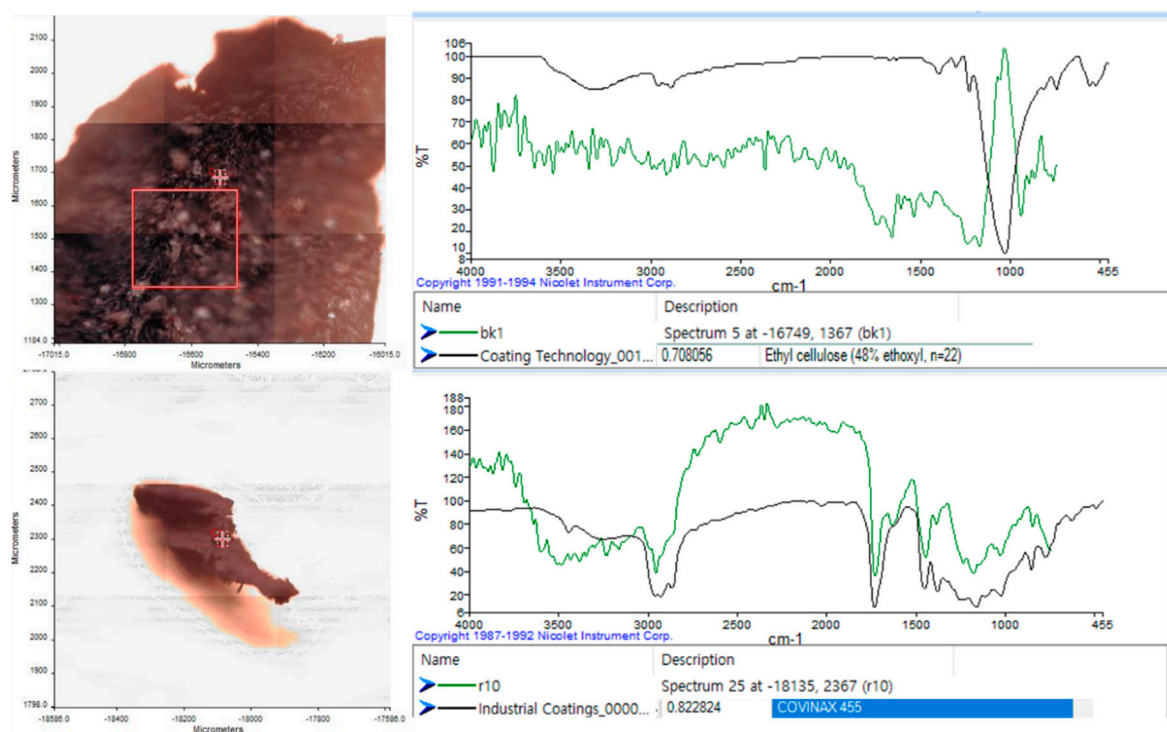 2100
2000
1900
1800
1700
1600
1500
1400
1300
1184.0
Micrometers
-17015.0 -16800 -16600 -16400 -16200 -16015.0
Micrometers
106
100
90
80
70
60
50
40
30
20
10
8
%T
4000 3000 2000 1500 1000 455
cm-1
Copyright 1991-1994 Nicolet Instrument Corp.
Name Description
bk1 Spectrum 5 at -16749, 1367 (bk1)
Coating Technology_001... 0.708056 Ethyl cellulose (48% ethoxyl, n=22)
2700
2600
2500
2400
2300
2200
2100
2000
1900
1798.0
Micrometers
-18586.0 -18400 -18200 -18000 -17800 -17586.0
Micrometers
188
180
160
140
120
100
80
60
40
20
6
%T
4000 3000 2000 1500 1000 455
cm-1
Copyright 1987-1992 Nicolet Instrument Corp.
Name Description
r10 Spectrum 25 at -18135, 2367 (r10)
Industrial Coatings_0000... 0.822824 COVINAX 455